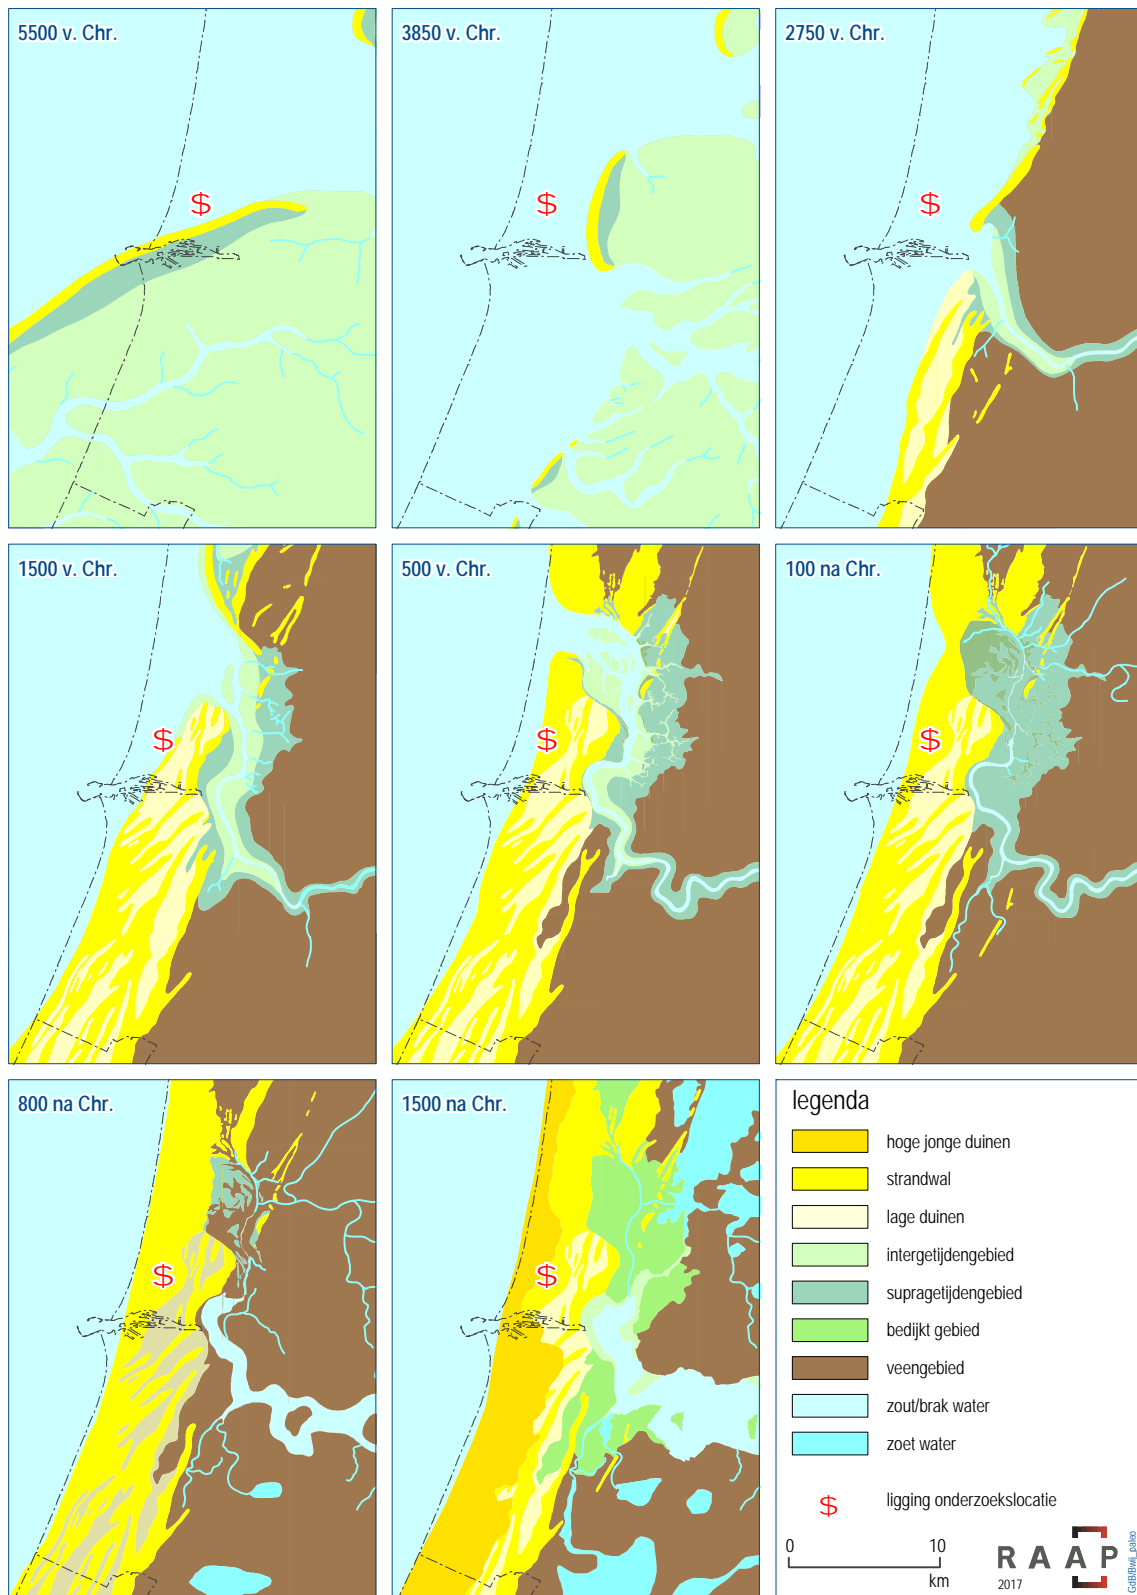 5500 v. Chr.
3850 v. Chr.
2750 v. Chr.
$
$
$
1500 v. Chr.
500 v. Chr.
100 na Chr.
$
$
$
800 na Chr.
1500 na Chr.
$
$
legenda
hoge jonge duinen
strandwal
lage duinen
intergetijdengebied
supragetijdengebied
bedijkt gebied
veengebied
zout/brak water
zoet water
$ ligging onderzoekslocatie
0 10
km
RAAP
2017